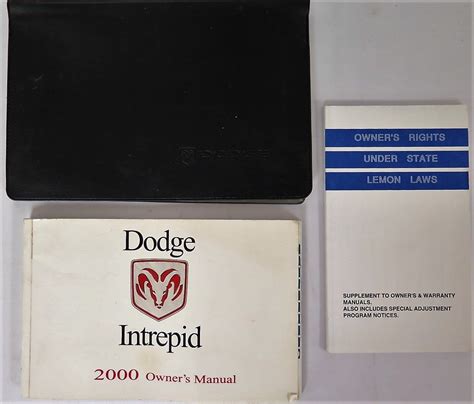 DODGE
OWNER'S RIGHTS
UNDER STATE
LEMON LAWS
SUPPLEMENT TO OWNER'S & WARRANTY
MANUALS.
ALSO INCLUDES SPECIAL ADJUSTMENT
PROGRAM NOTICES.
Dodge
Intrepid
2000 Owner's Manual